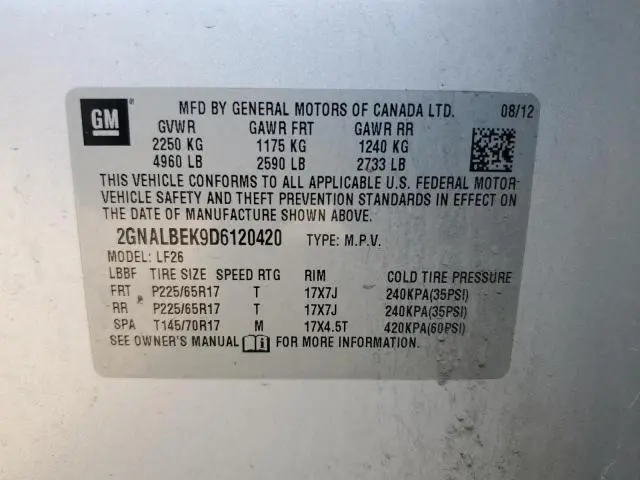 GM ® MFD BY GENERAL MOTORS OF CANADA LTD. 08/12
GVWR GAWR FRT GAWR RR
2250 KG 1175 KG 1240 KG
4960 LB 2590 LB 2733 LB
THIS VEHICLE CONFORMS TO ALL APPLICABLE U.S. FEDERAL MOTOR
VEHICLE SAFETY AND THEFT PREVENTION STANDARDS IN EFFECT ON
THE DATE OF MANUFACTURE SHOWN ABOVE.
2GNALBEK9D6120420 TYPE: M.P.V.
MODEL: LF26
LBBF TIRE SIZE SPEED RTG RIM COLD TIRE PRESSURE
FRT P225/65R17 T 17X7J 240KPA(35PSI)
RR P225/65R17 T 17X7J 240KPA(35PSI)
SPA T145/70R17 M 17X4.5T 420KPA(60PSI)
SEE OWNER'S MANUAL FOR MORE INFORMATION.